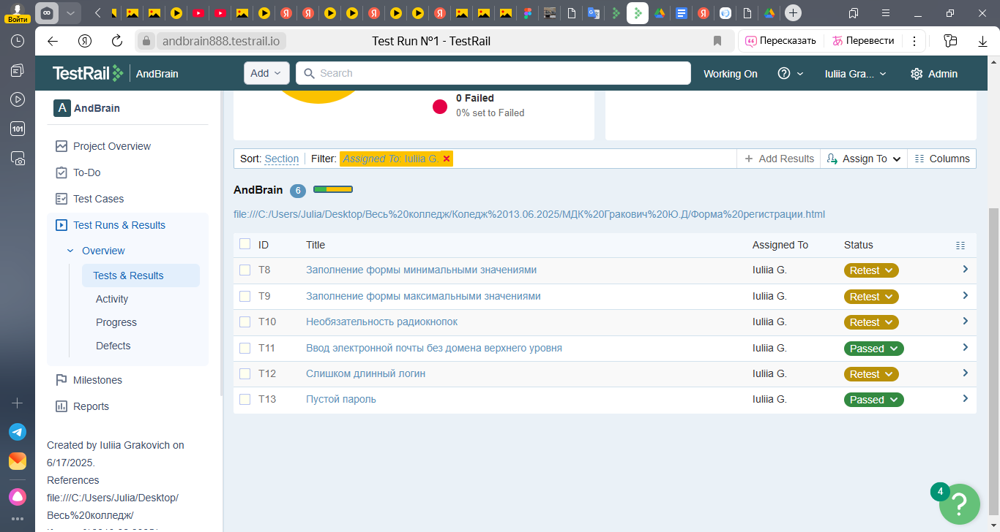 Войти
andbrain888.testrail.io
Test Run №1 - TestRail
Пересказать
Перевести
101
TestRail
AndBrain
Add
Search
Working On
Iuliia Gra...
Admin
A AndBrain
Project Overview
To-Do
Test Cases
Test Runs & Results
Overview
Tests & Results
Activity
Progress
Defects
Milestones
Reports
Created by Iuliia Grakovich on
6/17/2025.
References
file:///C:/Users/Julia/Desktop/
Весь%20колледж/
0 Failed
0% set to Failed
Sort: Section Filter: Assigned To: Iuliia G.
Add Results
Assign To
Columns
AndBrain 6
file:///C:/Users/Julia/Desktop/Весь%20колледж/Коледж%2013.06.2025/МДК%20Гракович%20Ю.Д/Форма%20регистрации.html
ID Title Assigned To Status
T8 Заполнение формы минимальными значениями Iuliia G. Retest
T9 Заполнение формы максимальными значениями Iuliia G. Retest
T10 Необязательность радиокнопок Iuliia G. Retest
T11 Ввод электронной почты без домена верхнего уровня Iuliia G. Passed
T12 Слишком длинный логин Iuliia G. Retest
T13 Пустой пароль Iuliia G. Passed
4
?